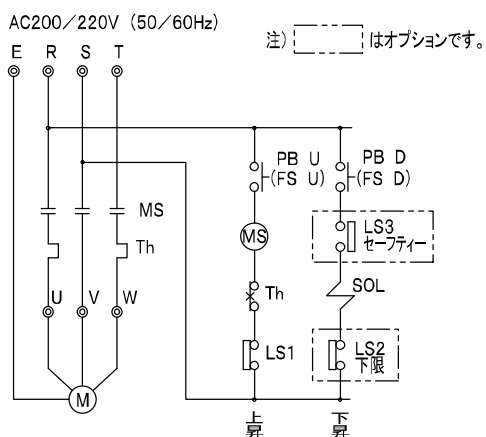 AC200/220V (50/60Hz)
注) はオプションです。
E R S T
PB U
(FS U)
PB D
(FS D)
MS
MS
LS3
セーフティー
Th
SOL
Th
U V W
LS1
LS2
下限
M
上昇
下昇